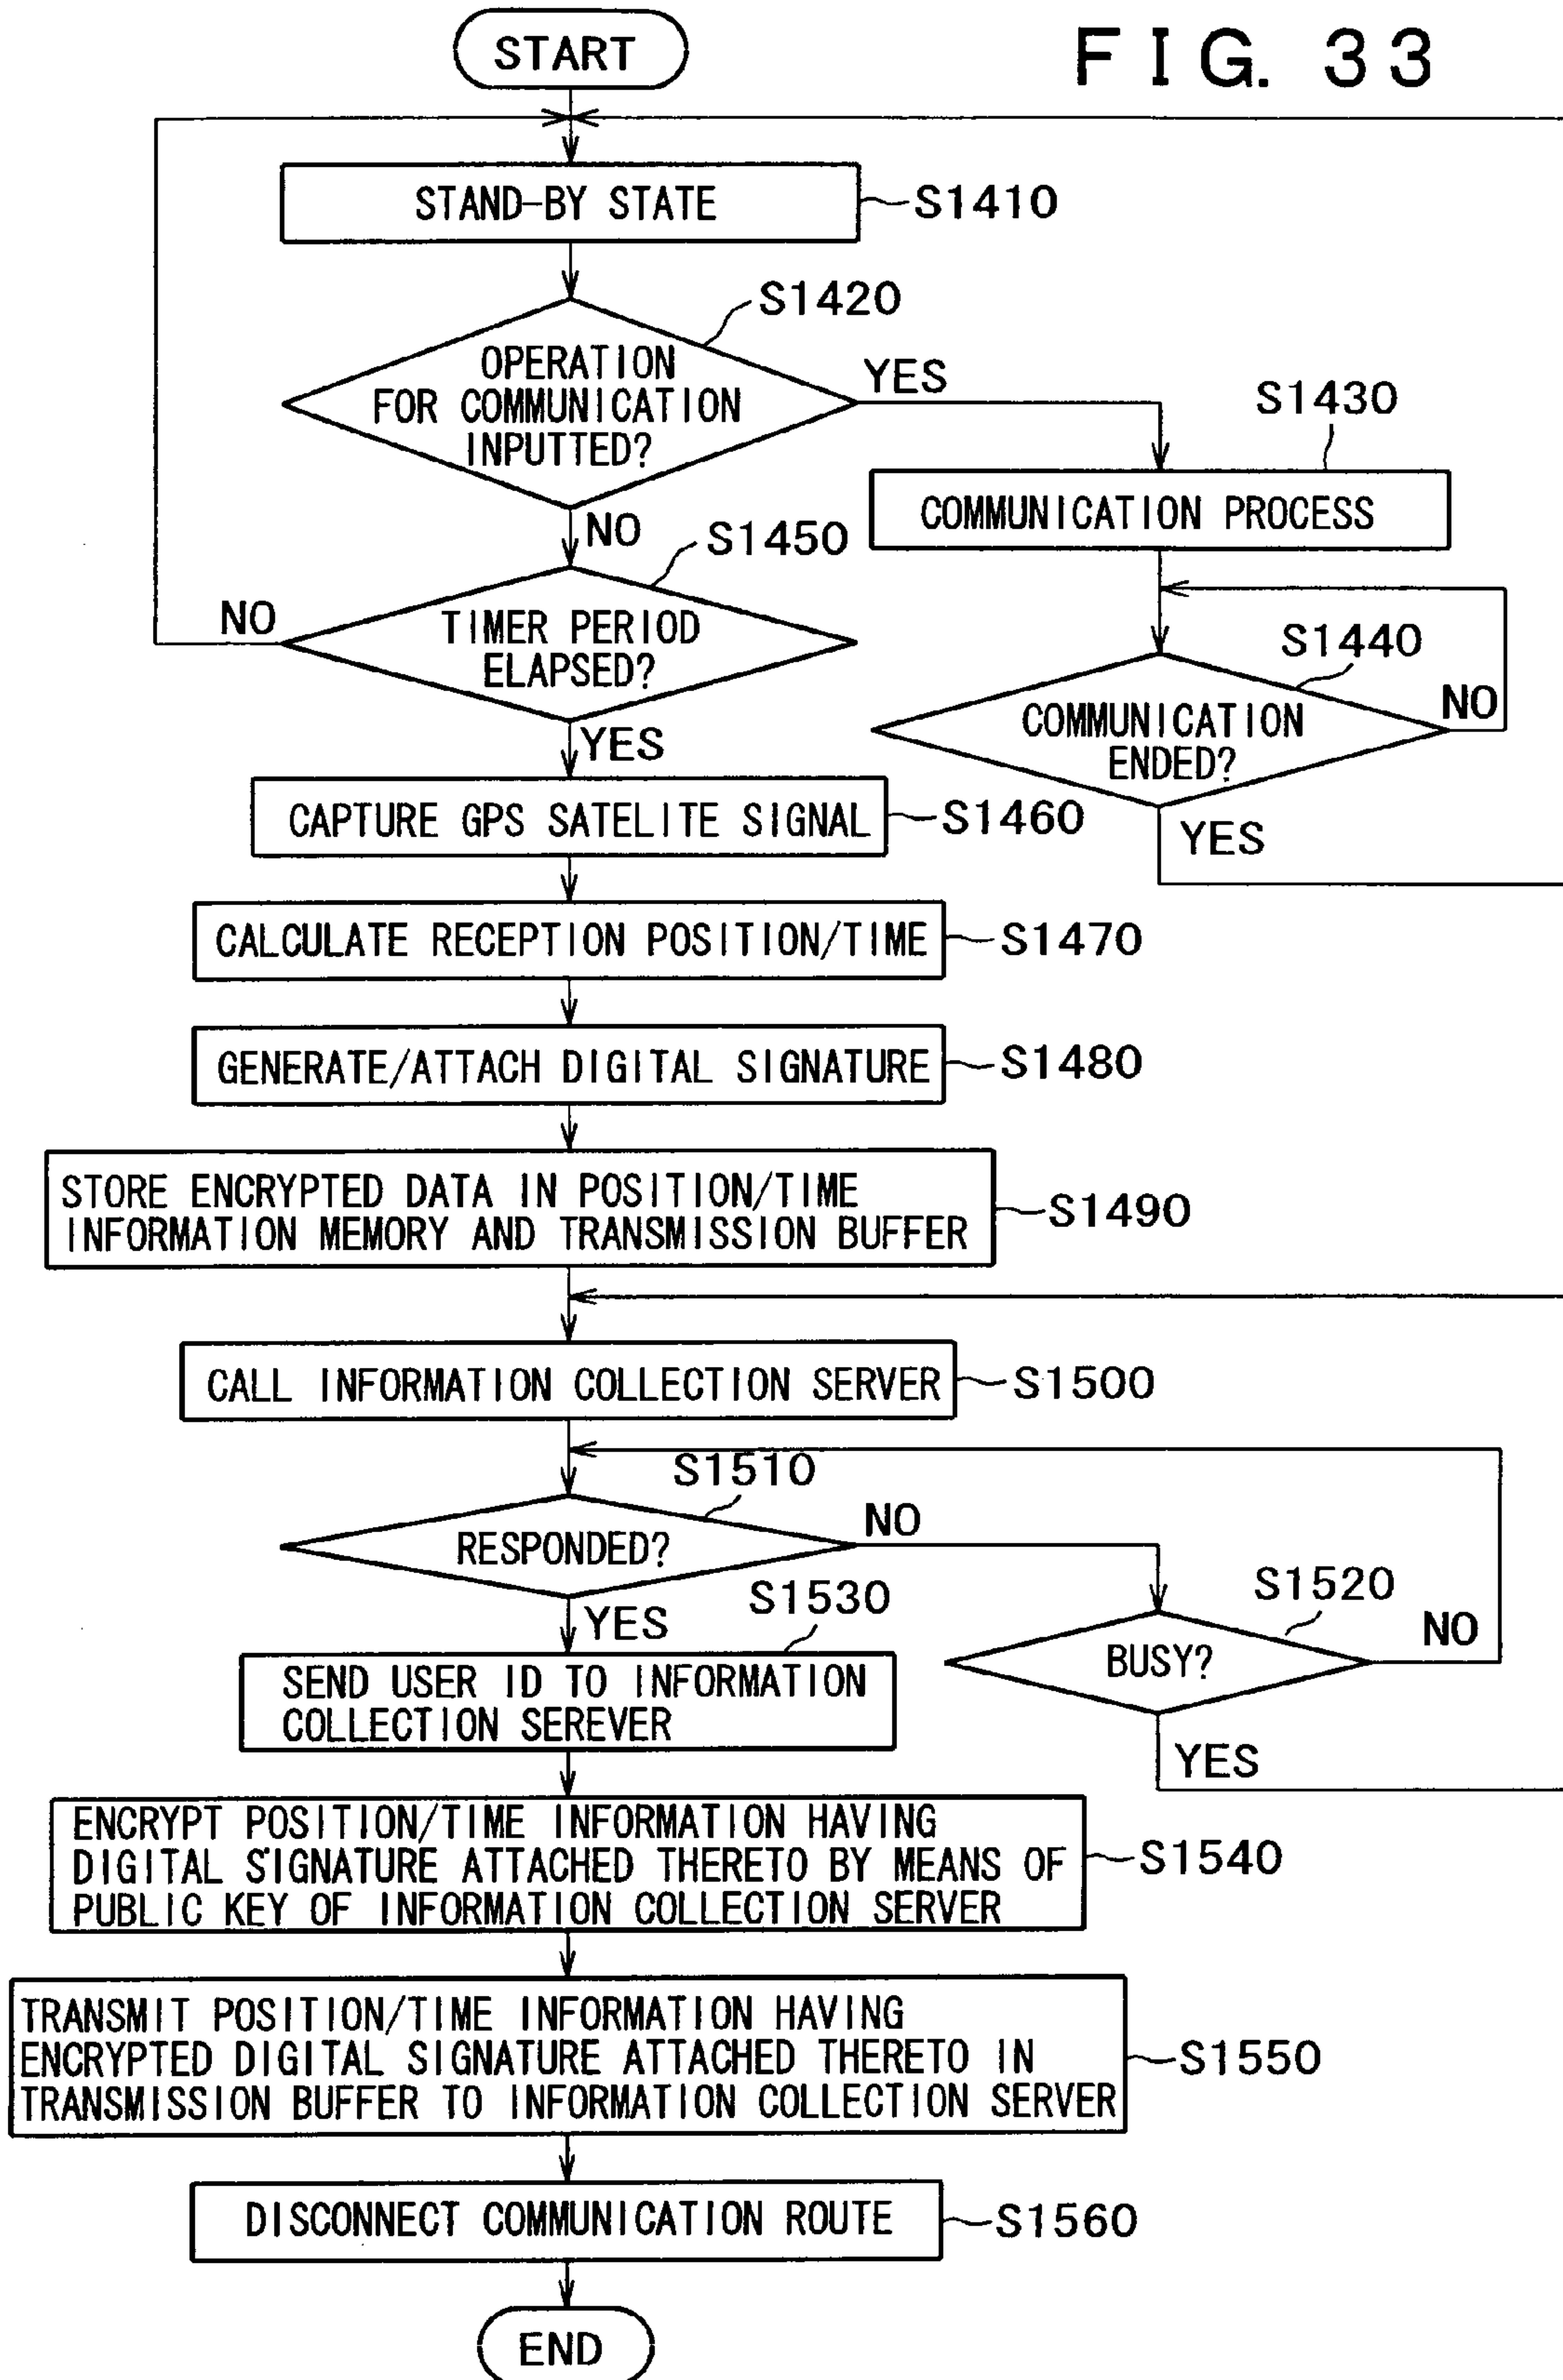 START
FIG. 33
STAND-BY STATE
S1410
S1420
OPERATION
FOR COMMUNICATION
INPUTTED?
YES
S1430
COMMUNICATION PROCESS
NO
S1450
NO
TIMER PERIOD
ELAPSED?
S1440
NO
COMMUNICATION
ENDED?
YES
YES
CAPTURE GPS SATELITE SIGNAL
S1460
CALCULATE RECEPTION POSITION/TIME
S1470
GENERATE/ATTACH DIGITAL SIGNATURE
S1480
STORE ENCRYPTED DATA IN POSITION/TIME
INFORMATION MEMORY AND TRANSMISSION BUFFER
S1490
CALL INFORMATION COLLECTION SERVER
S1500
S1510
RESPONDED?
NO
S1520
BUSY?
NO
YES
YES
S1530
SEND USER ID TO INFORMATION
COLLECTION SEREVER
ENCRYPT POSITION/TIME INFORMATION HAVING
DIGITAL SIGNATURE ATTACHED THERETO BY MEANS OF
PUBLIC KEY OF INFORMATION COLLECTION SERVER
S1540
TRANSMIT POSITION/TIME INFORMATION HAVING
ENCRYPTED DIGITAL SIGNATURE ATTACHED THERETO IN
TRANSMISSION BUFFER TO INFORMATION COLLECTION SERVER
S1550
DISCONNECT COMMUNICATION ROUTE
S1560
END